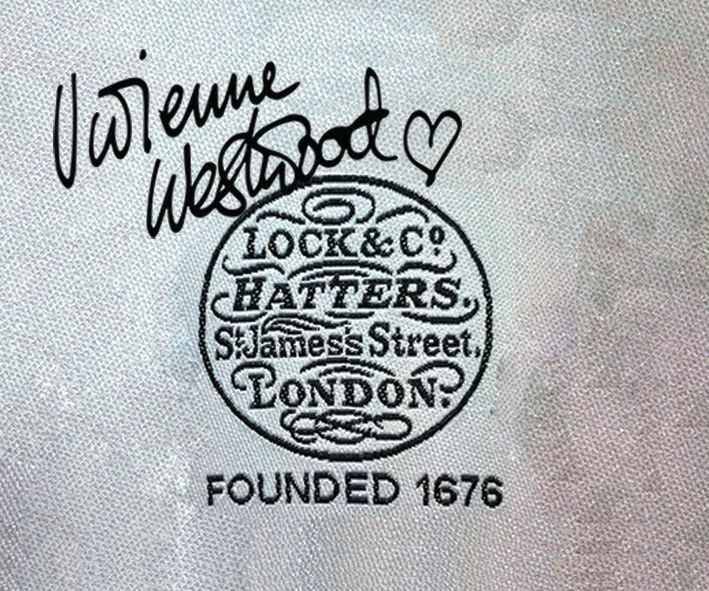 Vivienne
Westwood
LOCK & Cº
HATTERS.
St. James's Street,
LONDON.
FOUNDED 1676